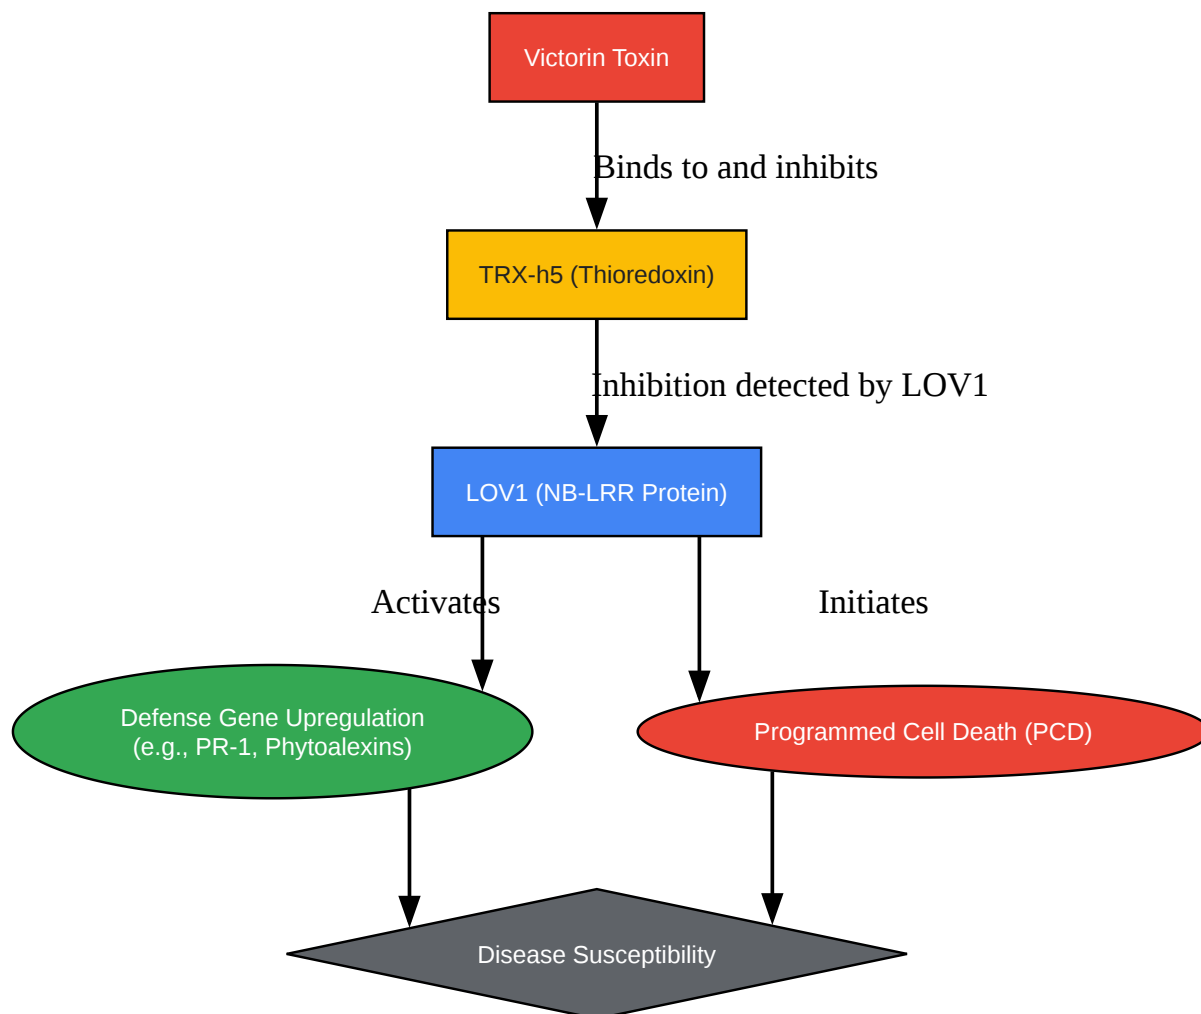 Victorin Toxin
Binds to and inhibits
TRX-h5 (Thioredoxin)
Inhibition detected by LOV1
LOV1 (NB-LRR Protein)
Activates
Initiates
Defense Gene Upregulation
(e.g., PR-1, Phytoalexins)
Programmed Cell Death (PCD)
Disease Susceptibility